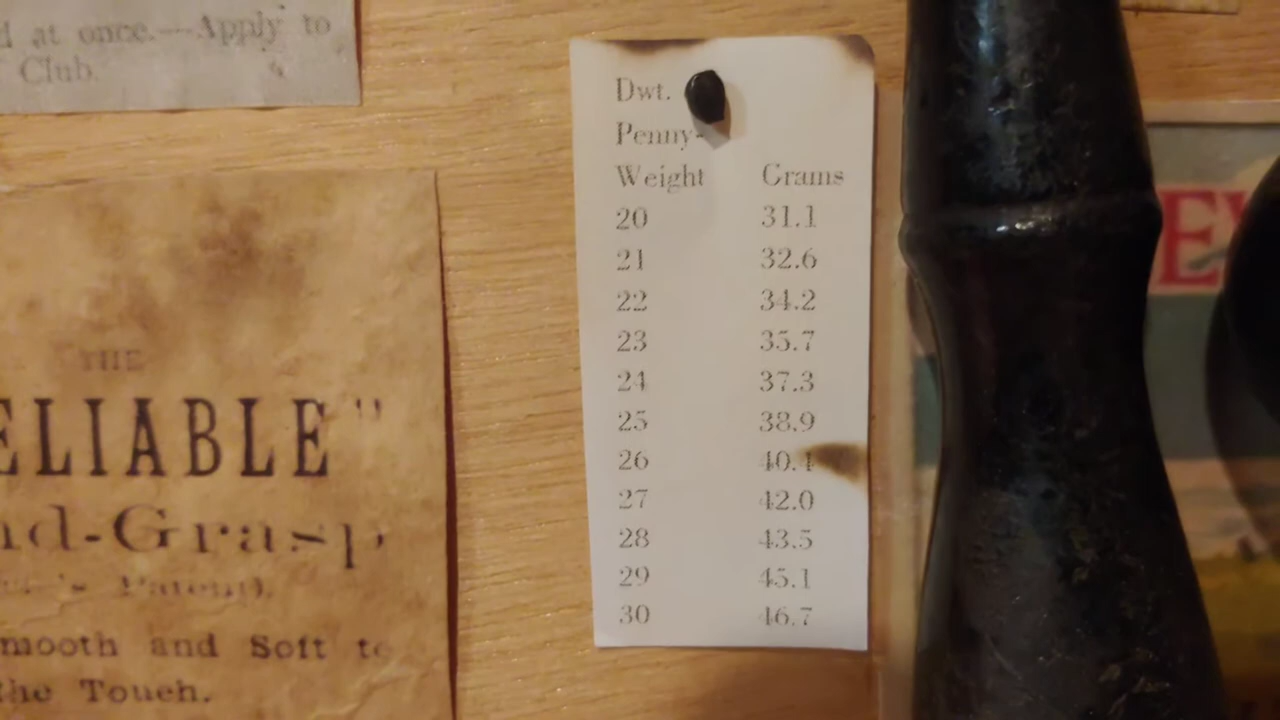 at once.—Apply to
Club.
THE
ELIABLE"
nd-Grasp
Patent).
mooth and Soft to
the Touch.
Dwt.
Penny-
Weight Grams
20 31.1
21 32.6
22 34.2
23 35.7
24 37.3
25 38.9
26 40.4
27 42.0
28 43.5
29 45.1
30 46.7
E